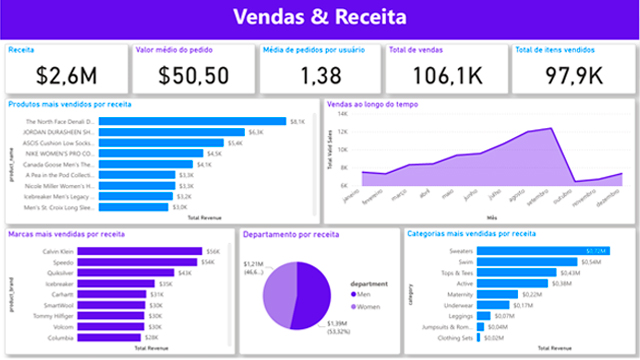 Vendas & Receita
Receita
$2,6M
Valor médio do pedido
$50,50
Média de pedidos por usuário
1,38
Total de vendas
106,1K
Total de itens vendidos
97,9K
Produtos mais vendidos por receita
product_name
The North Face Denali D... $8,1K
JORDAN DURASHEEN SH... $6,3K
ASICS Cushion Low Socks... $5,4K
NIKE WOMEN'S PRO CO... $4,5K
Canada Goose Men's The... $4,1K
A Pea in the Pod Collecti... $3,3K
Nicole Miller Women's H... $3,3K
Icebreaker Men's Legacy ... $3,2K
Men's St. Croix Long Slee... $3,0K
Total Revenue
Vendas ao longo do tempo
Total Valid Sales
14K
12K
10K
8K
6K
janeiro
fevereiro
março
abril
maio
junho
julho
agosto
setembro
outubro
novembro
dezembro
Mês
Marcas mais vendidas por receita
product_brand
Calvin Klein $56K
Speedo $54K
Quiksilver $43K
Icebreaker $35K
Carhartt $31K
SmartWool $30K
Tommy Hilfiger $30K
Volcom $30K
Columbia $28K
Total Revenue
Departamento por receita
$1,21M
(46,6...)
$1,39M
(53,32%)
department
Men
Women
Categorias mais vendidas por receita
category
Sweaters $0,72M
Swim $0,54M
Tops & Tees $0,43M
Active $0,38M
Maternity $0,22M
Underwear $0,17M
Leggings $0,07M
Jumpsuits & Rom... $0,04M
Clothing Sets $0,02M
Total Revenue